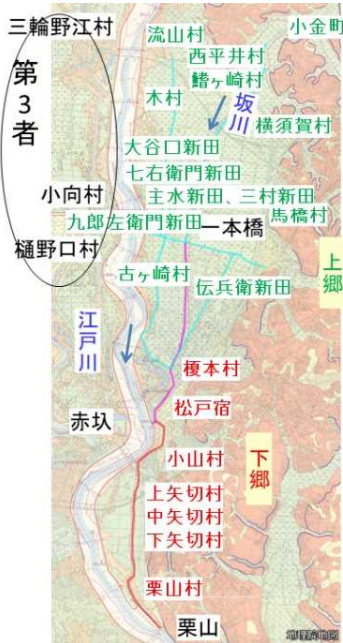 三輪野江村
流山村
小金町
西平井村
鰭ヶ崎村
木村
坂川
横須賀村
第3者
大谷口新田
七右衛門新田
小向村
主水新田、三村新田
馬橋村
九郎左衛門新田
一本橋
樋野口村
古ヶ崎村
伝兵衛新田
上郷
江戸川
榎本村
松戸宿
赤圦
小山村
下郷
上矢切村
中矢切村
下矢切村
栗山村
栗山
地理院地図